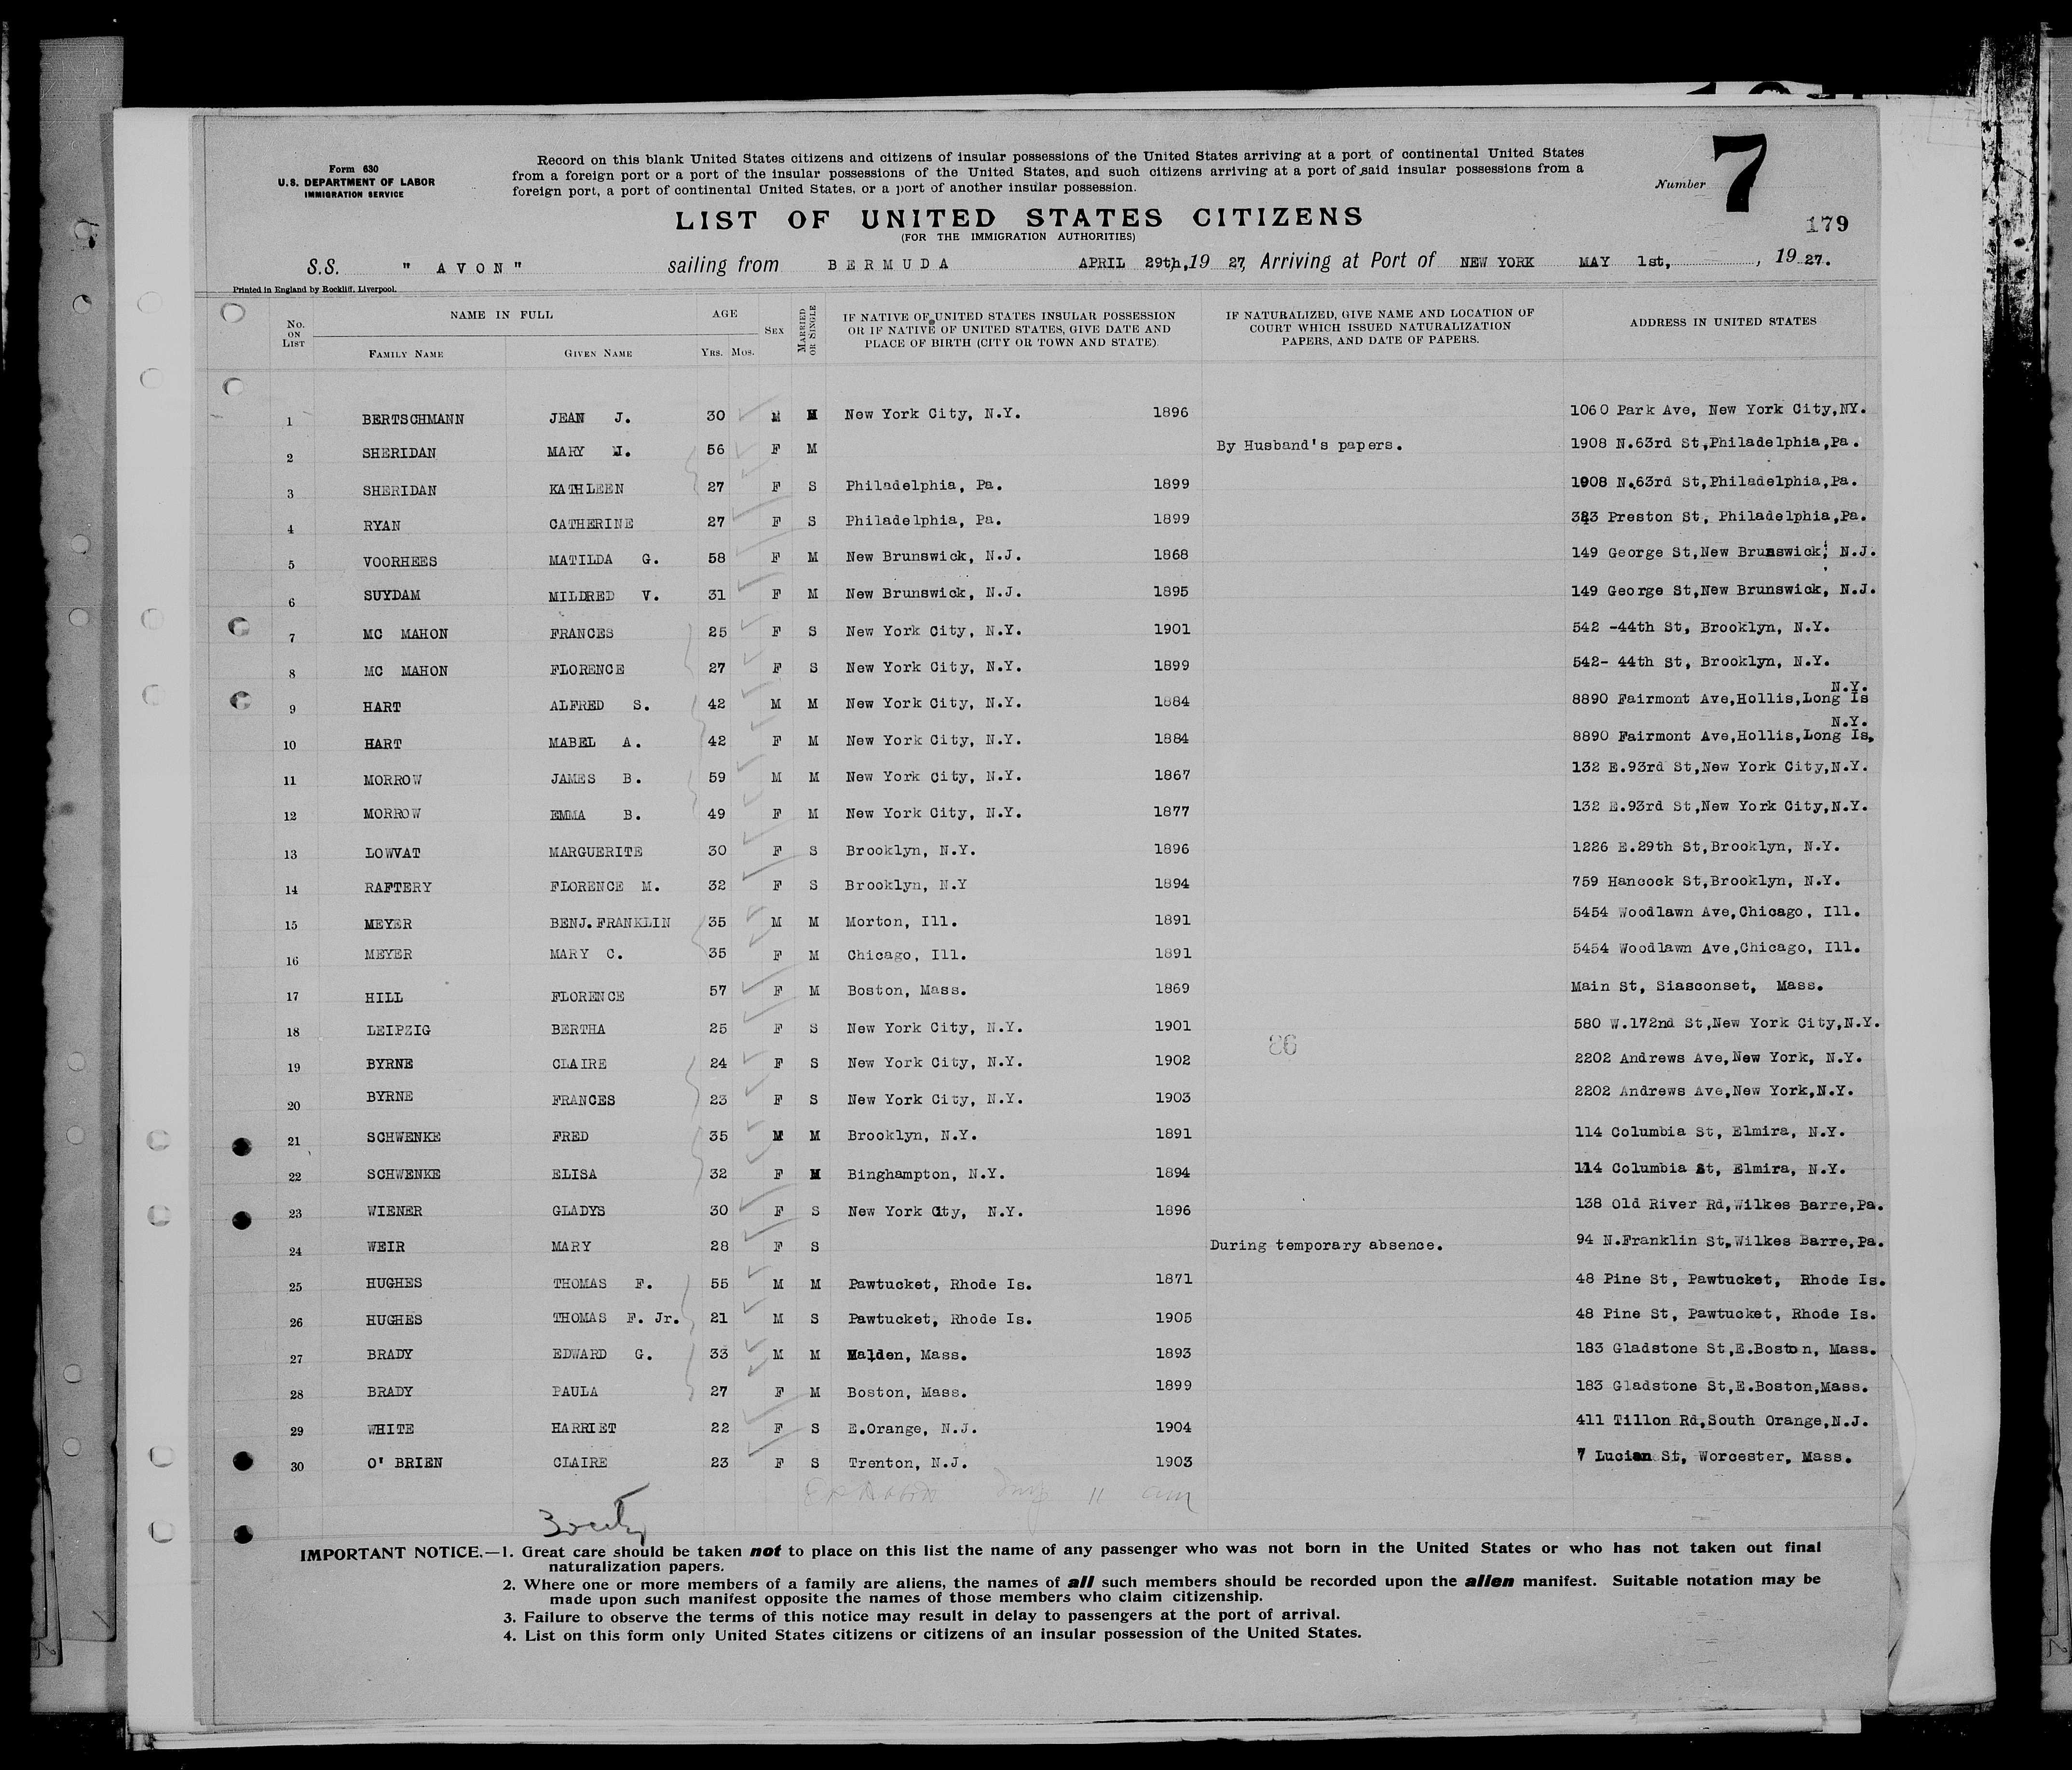 Form 630
U.S. DEPARTMENT OF LABOR
IMMIGRATION SERVICE
Record on this blank United States citizens and citizens of insular possessions of the United States arriving at a port of continental United States
from a foreign port or a port of the insular possessions of the United States, and such citizens arriving at a port of said insular possessions from a
foreign port, a port of continental United States, or a port of another insular possession.
Number 7
179
LIST OF UNITED STATES CITIZENS
(FOR THE IMMIGRATION AUTHORITIES)
S.S. " AVON" sailing from BERMUDA APRIL 29th, 19 27, Arriving at Port of NEW YORK MAY 1st, , 19 27.
Printed in England by Rockliff, Liverpool.
No. ON LIST NAME IN FULL FAMILY NAME GIVEN NAME AGE YRS. MOS. SEX MARRIED OR SINGLE IF NATIVE OF UNITED STATES INSULAR POSSESSION OR IF NATIVE OF UNITED STATES, GIVE DATE AND PLACE OF BIRTH (CITY OR TOWN AND STATE) IF NATURALIZED, GIVE NAME AND LOCATION OF COURT WHICH ISSUED NATURALIZATION PAPERS, AND DATE OF PAPERS. ADDRESS IN UNITED STATES
1 BERTSCHMANN JEAN J. 30 M M New York City, N.Y. 1896 1060 Park Ave, New York City,NY.
2 SHERIDAN MARY 56 F M By Husband's papers. 1908 N.63rd St,Philadelphia,Pa.
3 SHERIDAN KATHLEEN 27 F S Philadelphia, Pa. 1899 1908 N.63rd St,Philadelphia,Pa.
4 RYAN CATHERINE 27 F S Philadelphia, Pa. 1899 Preston St, Philadelphia,Pa.
5 VOORHEES MATILDA G. 58 F M New Brunswick, N.J. 1868 149 George St,New Brunswick, N.J.
6 SUYDAM MILDRED V. 31 F M New Brunswick, N.J. 1895 149 George St,New Brunswick, N.J.
7 MC MAHON FRANCES 25 F S New York City, N.Y. 1901 542 -44th St, Brooklyn, N.Y.
8 MC MAHON FLORENCE 27 F S New York City, N.Y. 1899 542- 44th St, Brooklyn, N.Y.
9 HART ALFRED S. 42 M M New York City, N.Y. 1884 8890 Fairmont Ave,Hollis,Long Is N.Y.
10 HART MABEL A. 42 F M New York City, N.Y. 1884 8890 Fairmont Ave,Hollis,Long Is, N.Y.
11 MORROW JAMES B. 59 M M New York City, N.Y. 1867 132 E.93rd St,New York City,N.Y.
12 MORROW EMMA B. 49 F M New York City, N.Y. 1877 132 E.93rd St,New York City,N.Y.
13 LOWVAT MARGUERITE 30 F S Brooklyn, N.Y. 1896 1226 E.29th St,Brooklyn, N.Y.
14 RAFTERY FLORENCE M. 32 F S Brooklyn, N.Y 1894 759 Hancock St,Brooklyn, N.Y.
15 MEYER BENJ.FRANKLIN 35 M M Morton, Ill. 1891 5454 Woodlawn Ave,Chicago, Ill.
16 MEYER MARY C. 35 F M Chicago, Ill. 1891 5454 Woodlawn Ave,Chicago, Ill.
17 HILL FLORENCE 57 F M Boston, Mass. 1869 Main St, Siasconset, Mass.
18 LEIPZIG BERTHA 25 F S New York City, N.Y. 1901 580 W.172nd St,New York City,N.Y.
19 BYRNE CLAIRE 24 F S New York City, N.Y. 1902 2202 Andrews Ave,New York, N.Y.
20 BYRNE FRANCES 23 F S New York City, N.Y. 1903 2202 Andrews Ave,New York,N.Y.
21 SCHWENKE FRED 35 M M Brooklyn, N.Y. 1891 114 Columbia St, Elmira, N.Y.
22 SCHWENKE ELISA 32 F M Binghampton, N.Y. 1894 114 Columbia St, Elmira, N.Y.
23 WIENER GLADYS 30 F S New York City, N.Y. 1896 138 Old River Rd,Wilkes Barre,Pa.
24 WEIR MARY 28 F S During temporary absence. 94 N.Franklin St,Wilkes Barre,Pa.
25 HUGHES THOMAS F. 55 M M Pawtucket, Rhode Is. 1871 48 Pine St, Pawtucket, Rhode Is.
26 HUGHES THOMAS F. Jr. 21 M S Pawtucket, Rhode Is. 1905 48 Pine St, Pawtucket, Rhode Is.
27 BRADY EDWARD G. 33 M M Malden, Mass. 1893 183 Gladstone St,E.Boston, Mass.
28 BRADY PAULA 27 F M Boston, Mass. 1899 183 Gladstone St,E.Boston,Mass.
29 WHITE HARRIET 22 F S E.Orange, N.J. 1904 411 Tillon Rd,South Orange,N.J.
30 O' BRIEN CLAIRE 23 F S Trenton, N.J. 1903 7 Lucian St, Worcester, Mass.
IMPORTANT NOTICE.—1. Great care should be taken not to place on this list the name of any passenger who was not born in the United States or who has not taken out final
naturalization papers.
2. Where one or more members of a family are aliens, the names of all such members should be recorded upon the alien manifest. Suitable notation may be
made upon such manifest opposite the names of those members who claim citizenship.
3. Failure to observe the terms of this notice may result in delay to passengers at the port of arrival.
4. List on this form only United States citizens or citizens of an insular possession of the United States.